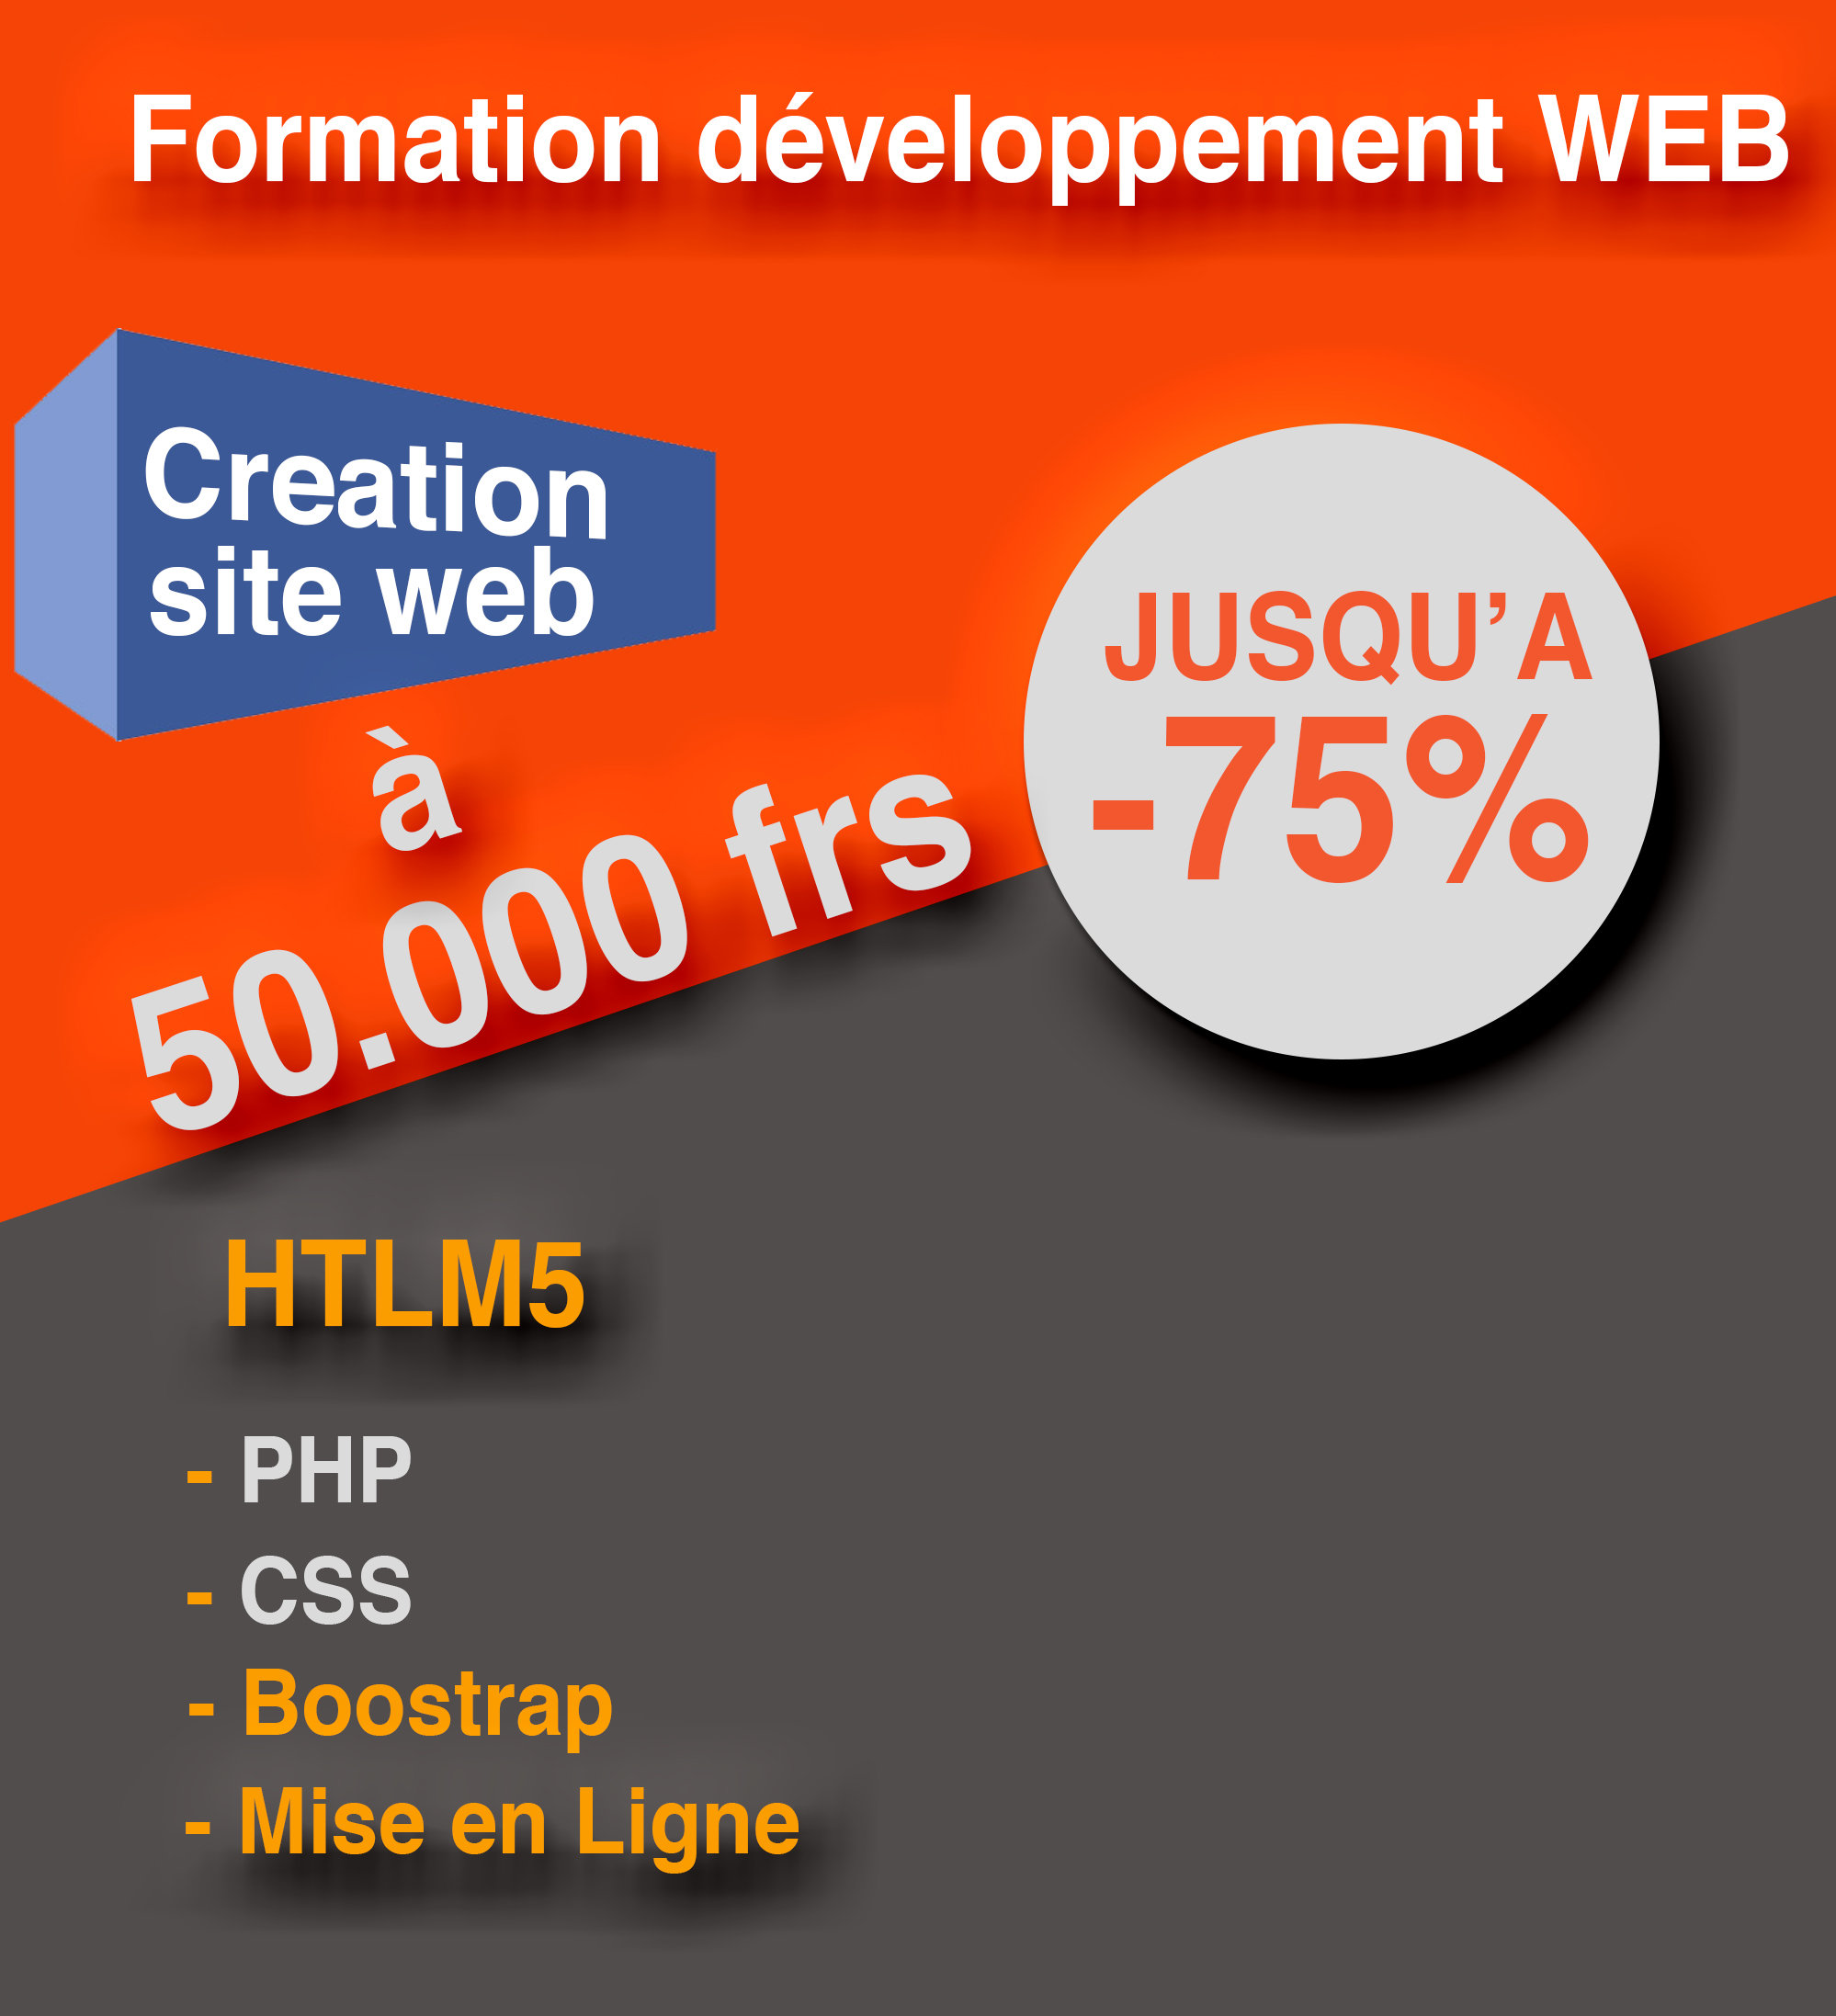 Formation développement WEB
Creation
site web
à
50.000 frs
JUSQU'A
-75%
HTLM5
- PHP
- CSS
- Boostrap
- Mise en Ligne